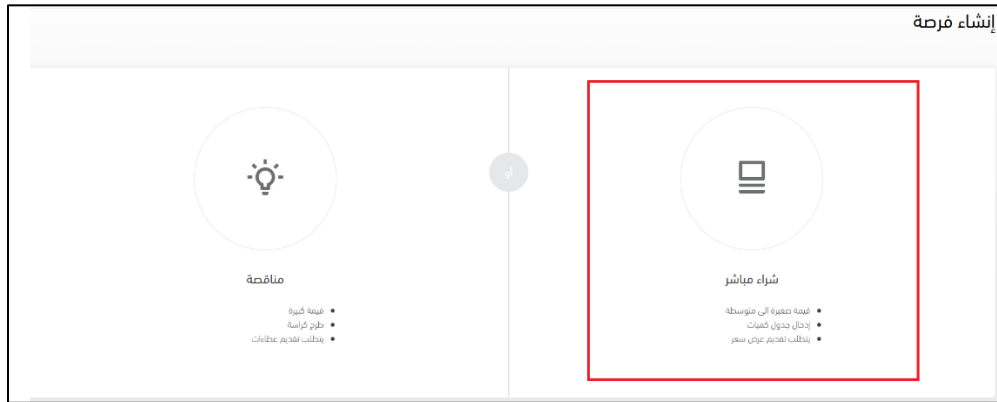 إنشاء فرصة
شراء مباشر
قيمة صغيرة الى متوسطة
إدخال جدول كميات
يتطلب تقديم عرض سعر
أو
مناقصة
قيمة كبيرة
طرح كراسة
يتطلب تقديم عطاءات